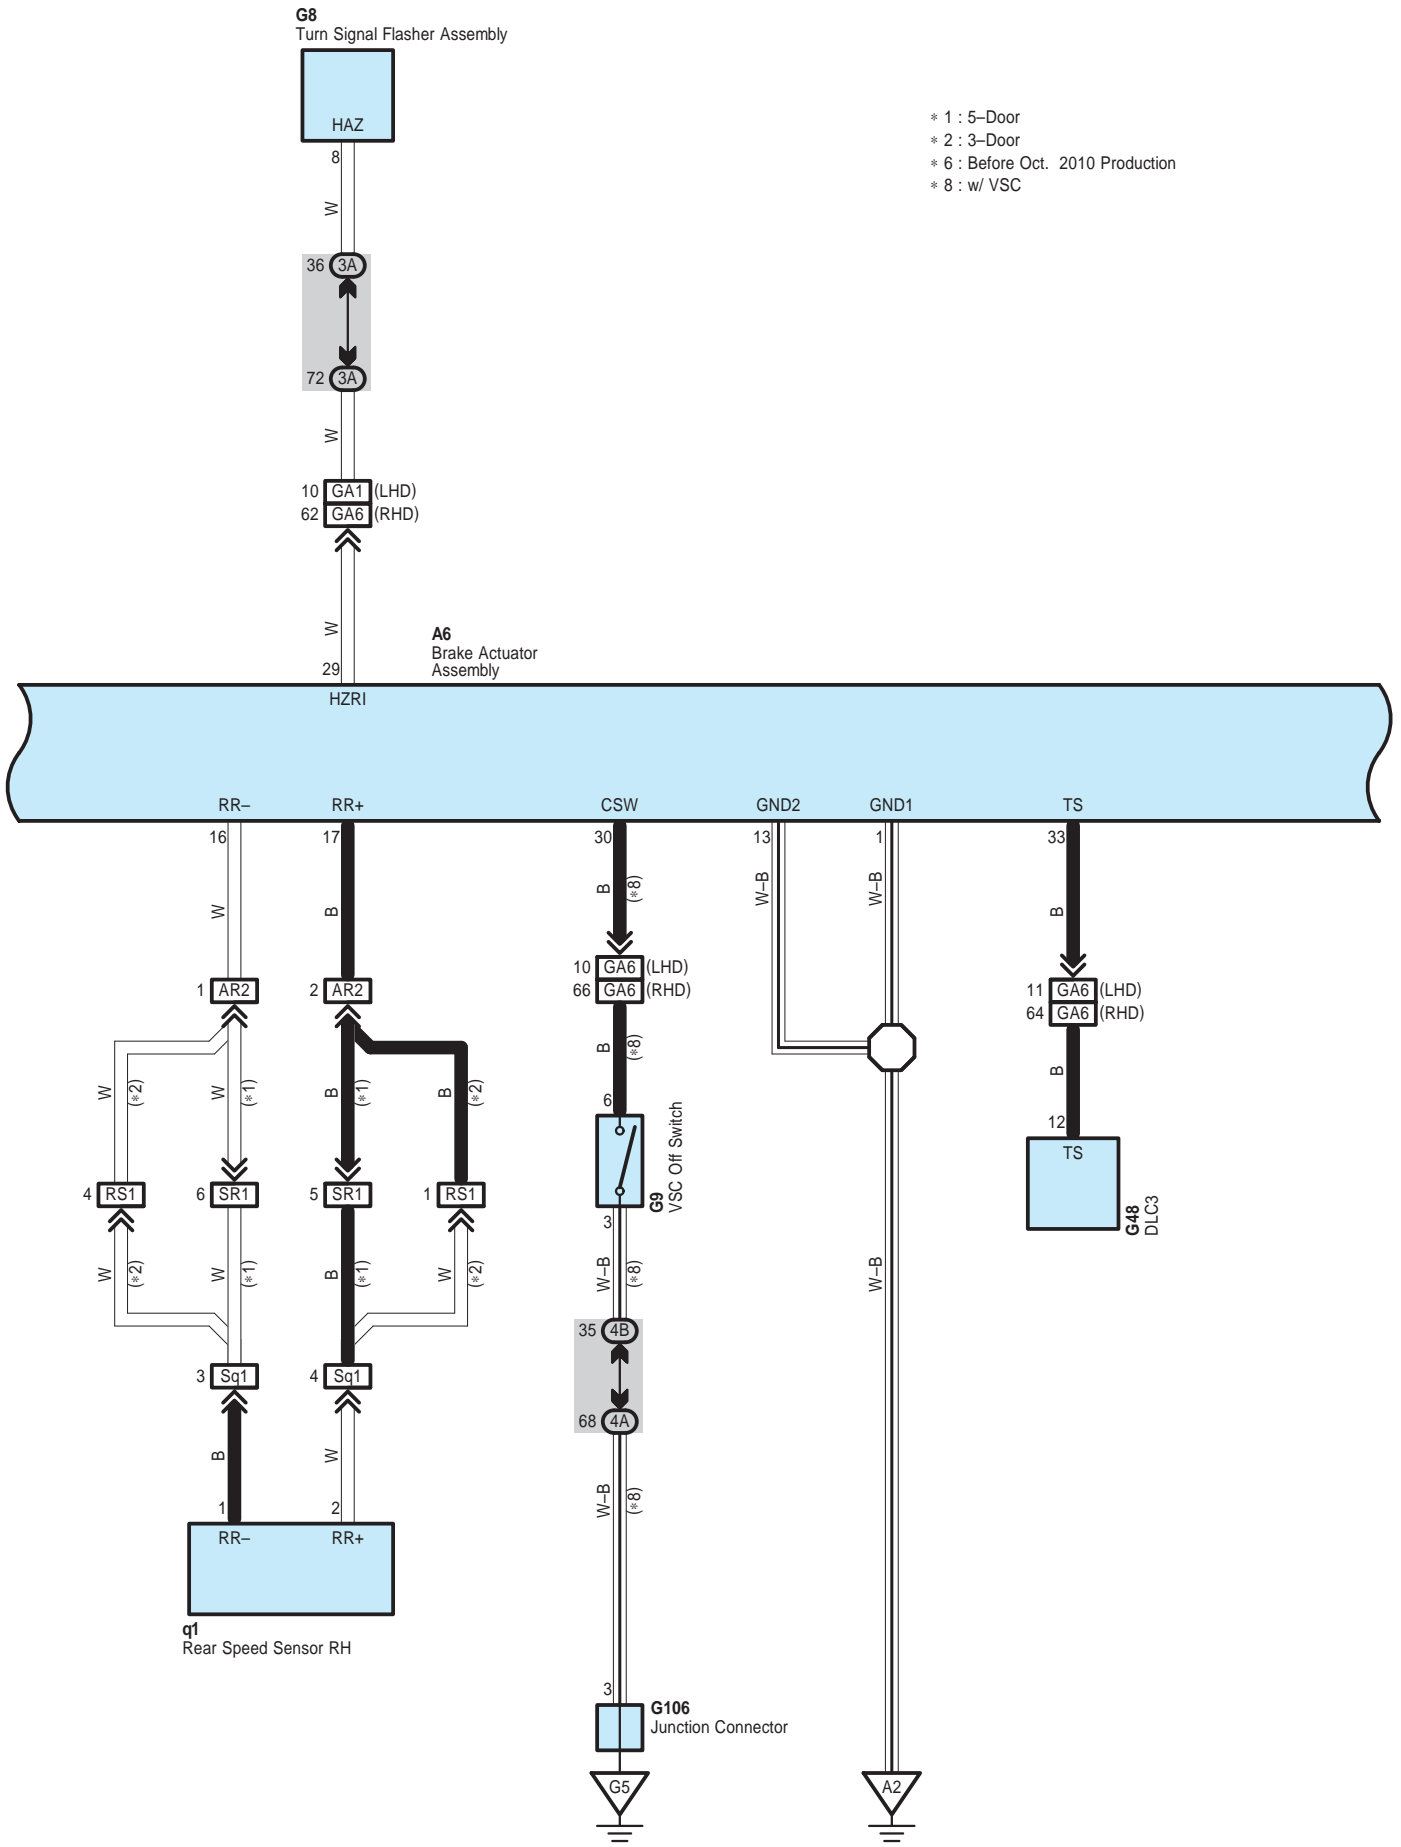 G8
Turn Signal Flasher Assembly
HAZ
8
W
∗ 1 : 5–Door
∗ 2 : 3–Door
∗ 6 : Before Oct. 2010 Production
∗ 8 : w/ VSC
36 3A
72 3A
W
10 GA1 (LHD)
62 GA6 (RHD)
W
29
A6
Brake Actuator
Assembly
HZRI
RR– RR+ CSW GND2 GND1 TS
16 17 30 13 1 33
W B B (∗8) W–B W–B B
1 AR2 2 AR2
10 GA6 (LHD)
66 GA6 (RHD)
11 GA6 (LHD)
64 GA6 (RHD)
W (∗2) W (∗1) B (∗1) B (∗2)
B (∗8)
B
6
12
TS
G9
VSC Off Switch
G48
DLC3
4 RS1 6 SR1 5 SR1 1 RS1
3
W (∗2) W (∗1) B (∗1) W (∗2)
W–B (∗8)
W–B
35 4B
68 4A
3 Sq1 4 Sq1
B W
W–B (∗8)
1 2
RR– RR+
q1
Rear Speed Sensor RH
3
G106
Junction Connector
G5
A2